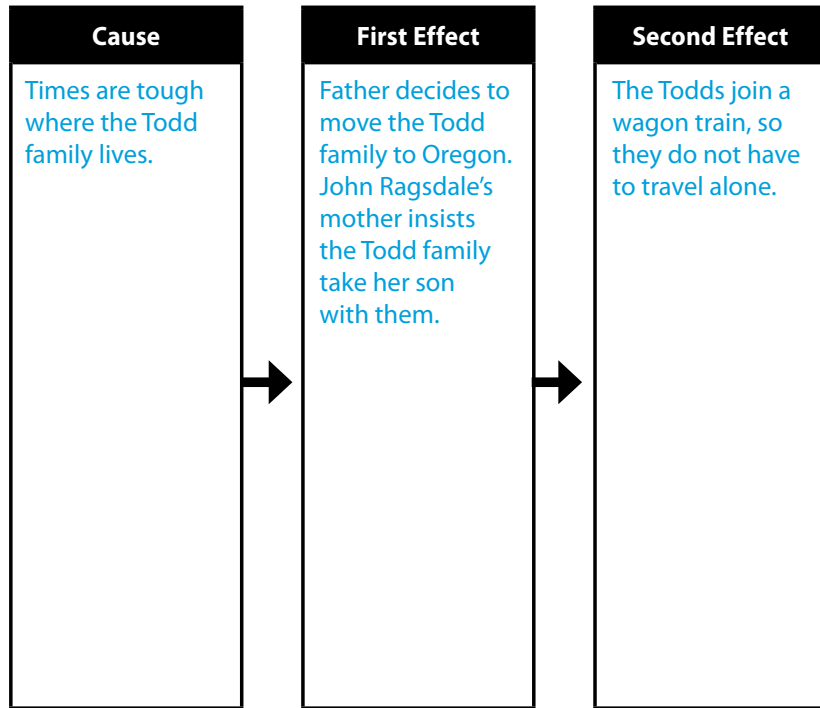 Cause
Times are tough
where the Todd
family lives.
First Effect
Father decides to
move the Todd
family to Oregon.
John Ragsdale’s
mother insists
the Todd family
take her son
with them.
Second Effect
The Todds join a
wagon train, so
they do not have
to travel alone.